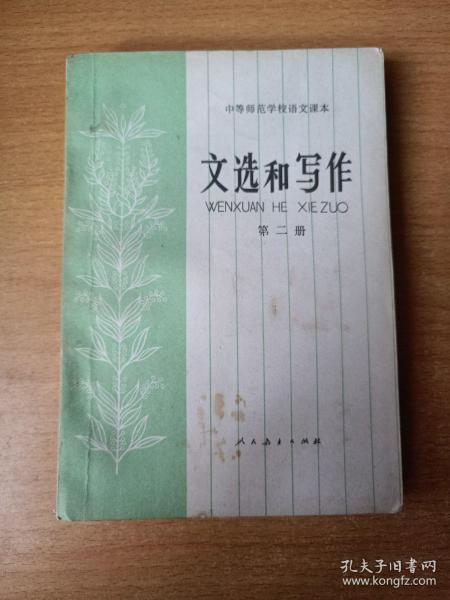 中等师范学校语文课本
文选和写作
WENXUAN HE XIEZUO
第二册
人民教育出版社
孔夫子旧书网
www.kongfz.com